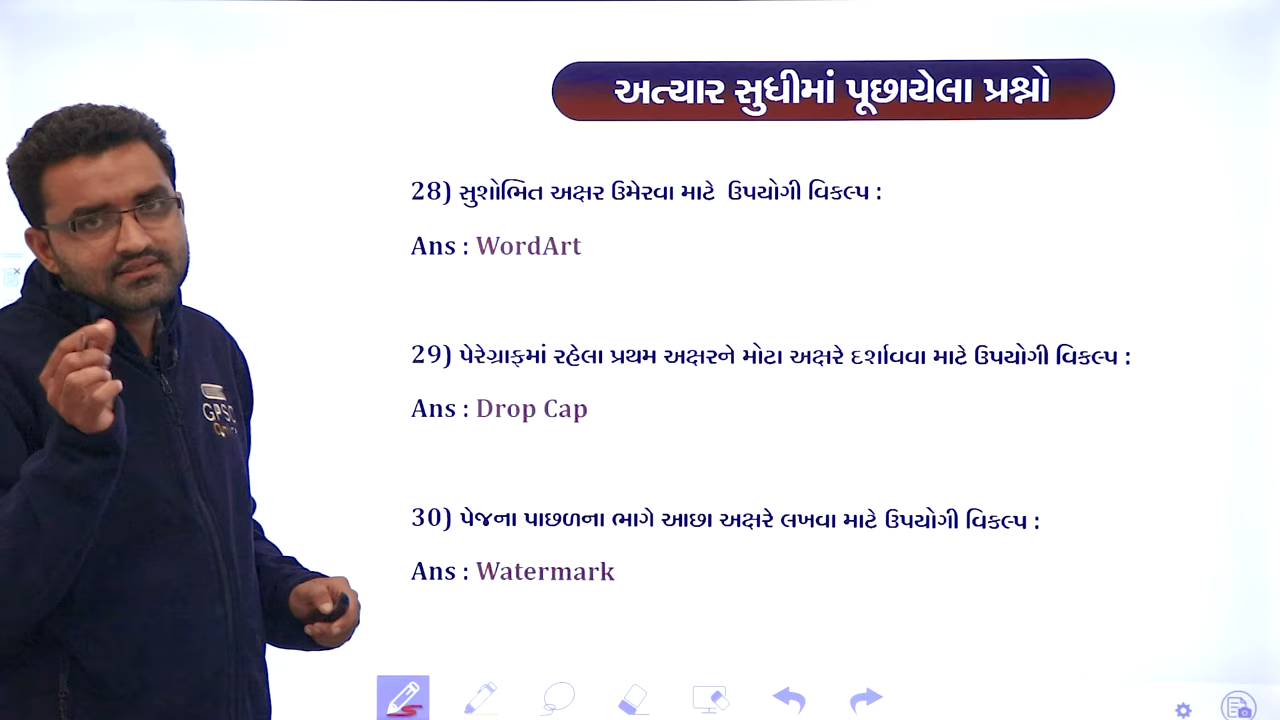 અત્યાર સુધીમાં પૂછાયેલા પ્રશ્નો
28) સુશોભિત અક્ષર ઉમેરવા માટે ઉપયોગી વિકલ્પ :
Ans : WordArt
29) પેરેગ્રાફમાં રહેલા પ્રથમ અક્ષરને મોટા અક્ષરે દર્શાવવા માટે ઉપયોગી વિકલ્પ :
Ans : Drop Cap
30) પેજના પાછળના ભાગે આછા અક્ષરે લખવા માટે ઉપયોગી વિકલ્પ :
Ans : Watermark
GPSC